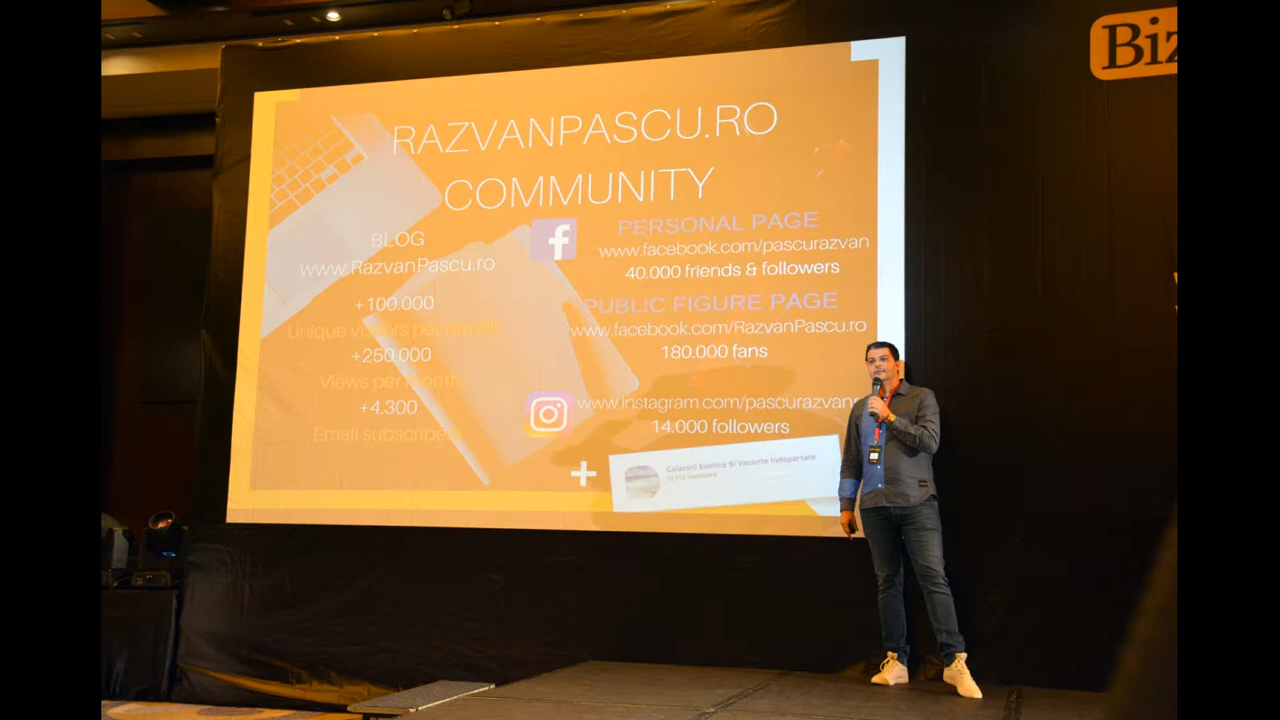 RAZVANPASCU.RO
COMMUNITY
BLOG
www.RazvanPascu.ro
+100.000
Unique visitors per month
+250.000
Views per month
+4.300
Email subscribers
PERSONAL PAGE
www.facebook.com/pascurazvan
40.000 friends & followers
PUBLIC FIGURE PAGE
www.facebook.com/RazvanPascu.ro
180.000 fans
www.instagram.com/pascurazvan
14.000 followers
+
Calatorii Exotice Si Vacante Indepartate
Biz